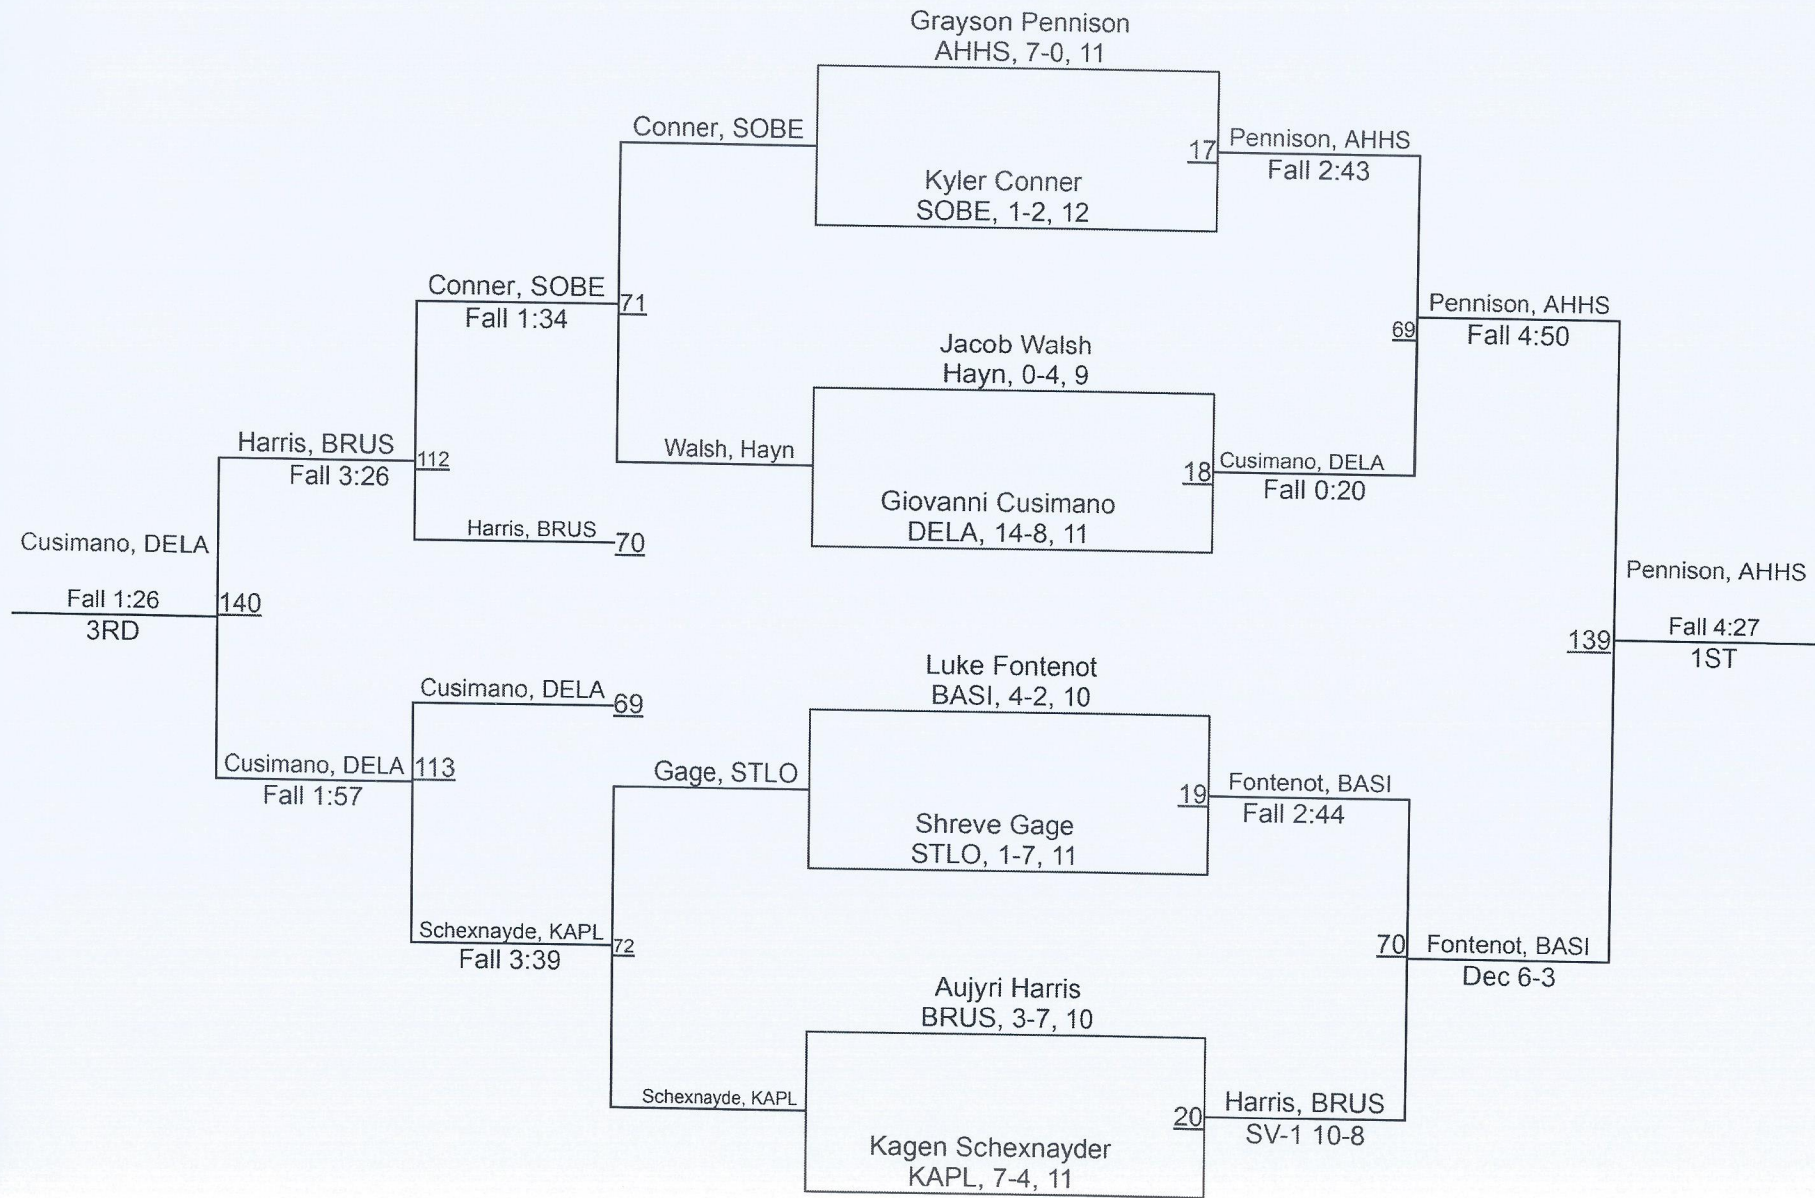 Grayson Pennison
AHHS, 7-0, 11
Conner, SOBE
17
Pennison, AHHS
Fall 2:43
Kyler Conner
SOBE, 1-2, 12
Conner, SOBE
Fall 1:34
71
Pennison, AHHS
Fall 4:50
69
Jacob Walsh
Hayn, 0-4, 9
Harris, BRUS
Fall 3:26
112
Walsh, Hayn
18
Cusimano, DELA
Fall 0:20
Giovanni Cusimano
DELA, 14-8, 11
Harris, BRUS
70
Cusimano, DELA
Fall 1:26
3RD
140
Pennison, AHHS
139
Fall 4:27
1ST
Luke Fontenot
BASI, 4-2, 10
Cusimano, DELA
69
Cusimano, DELA
Fall 1:57
113
Gage, STLO
19
Fontenot, BASI
Fall 2:44
Shreve Gage
STLO, 1-7, 11
Schexnayde, KAPL
Fall 3:39
72
70
Fontenot, BASI
Dec 6-3
Aujyri Harris
BRUS, 3-7, 10
Schexnayde, KAPL
20
Harris, BRUS
SV-1 10-8
Kagen Schexnayder
KAPL, 7-4, 11